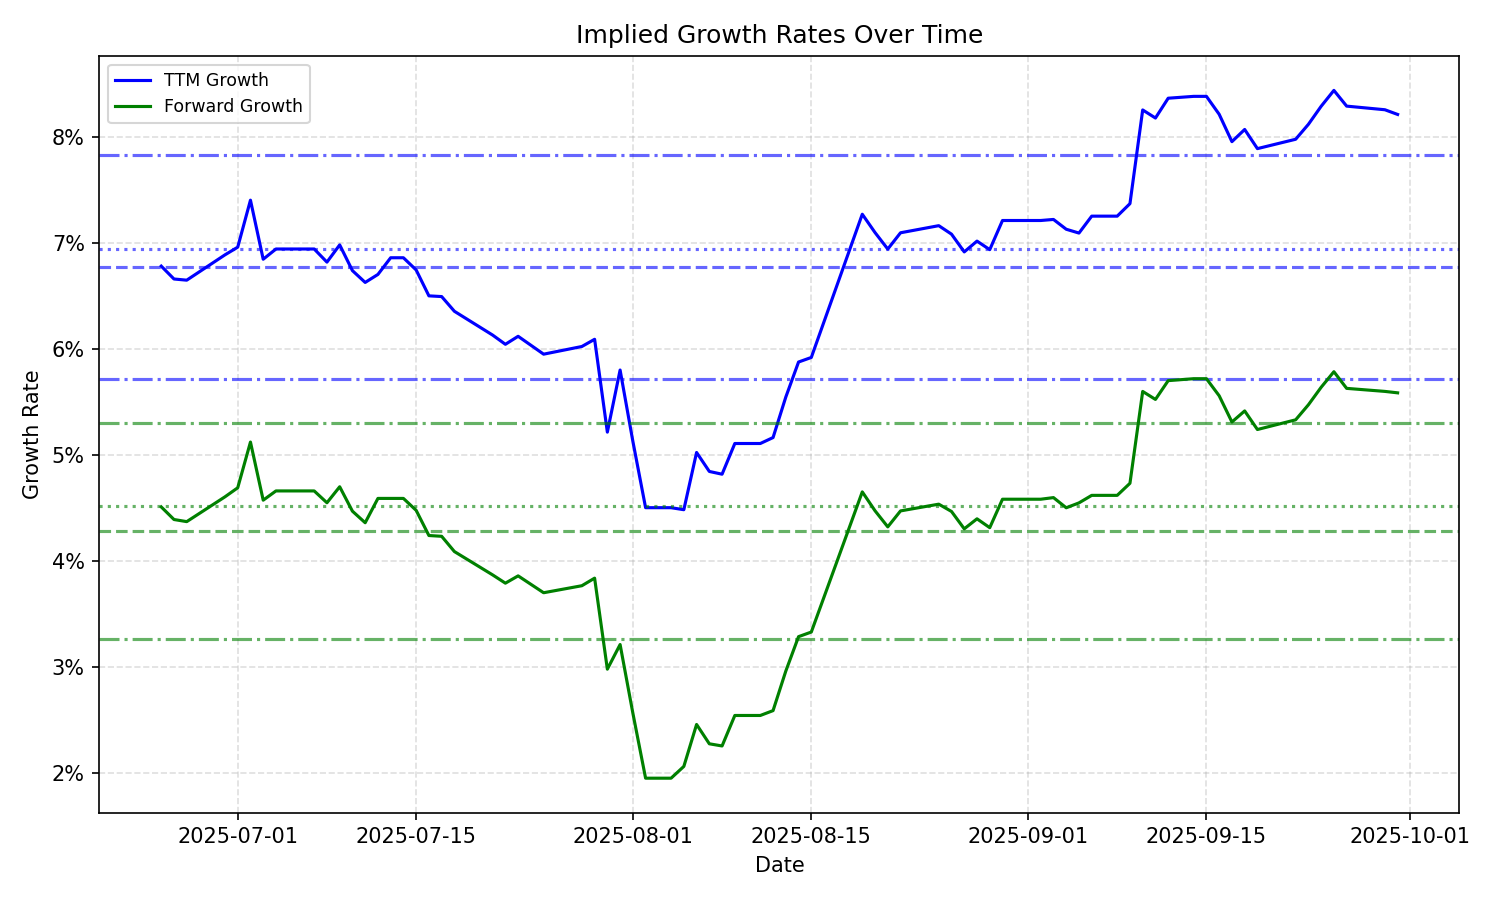 Implied Growth Rates Over Time
TTM Growth
Forward Growth
Growth Rate
8%
7%
6%
5%
4%
3%
2%
2025-07-01
2025-07-15
2025-08-01
2025-08-15
2025-09-01
2025-09-15
2025-10-01
Date